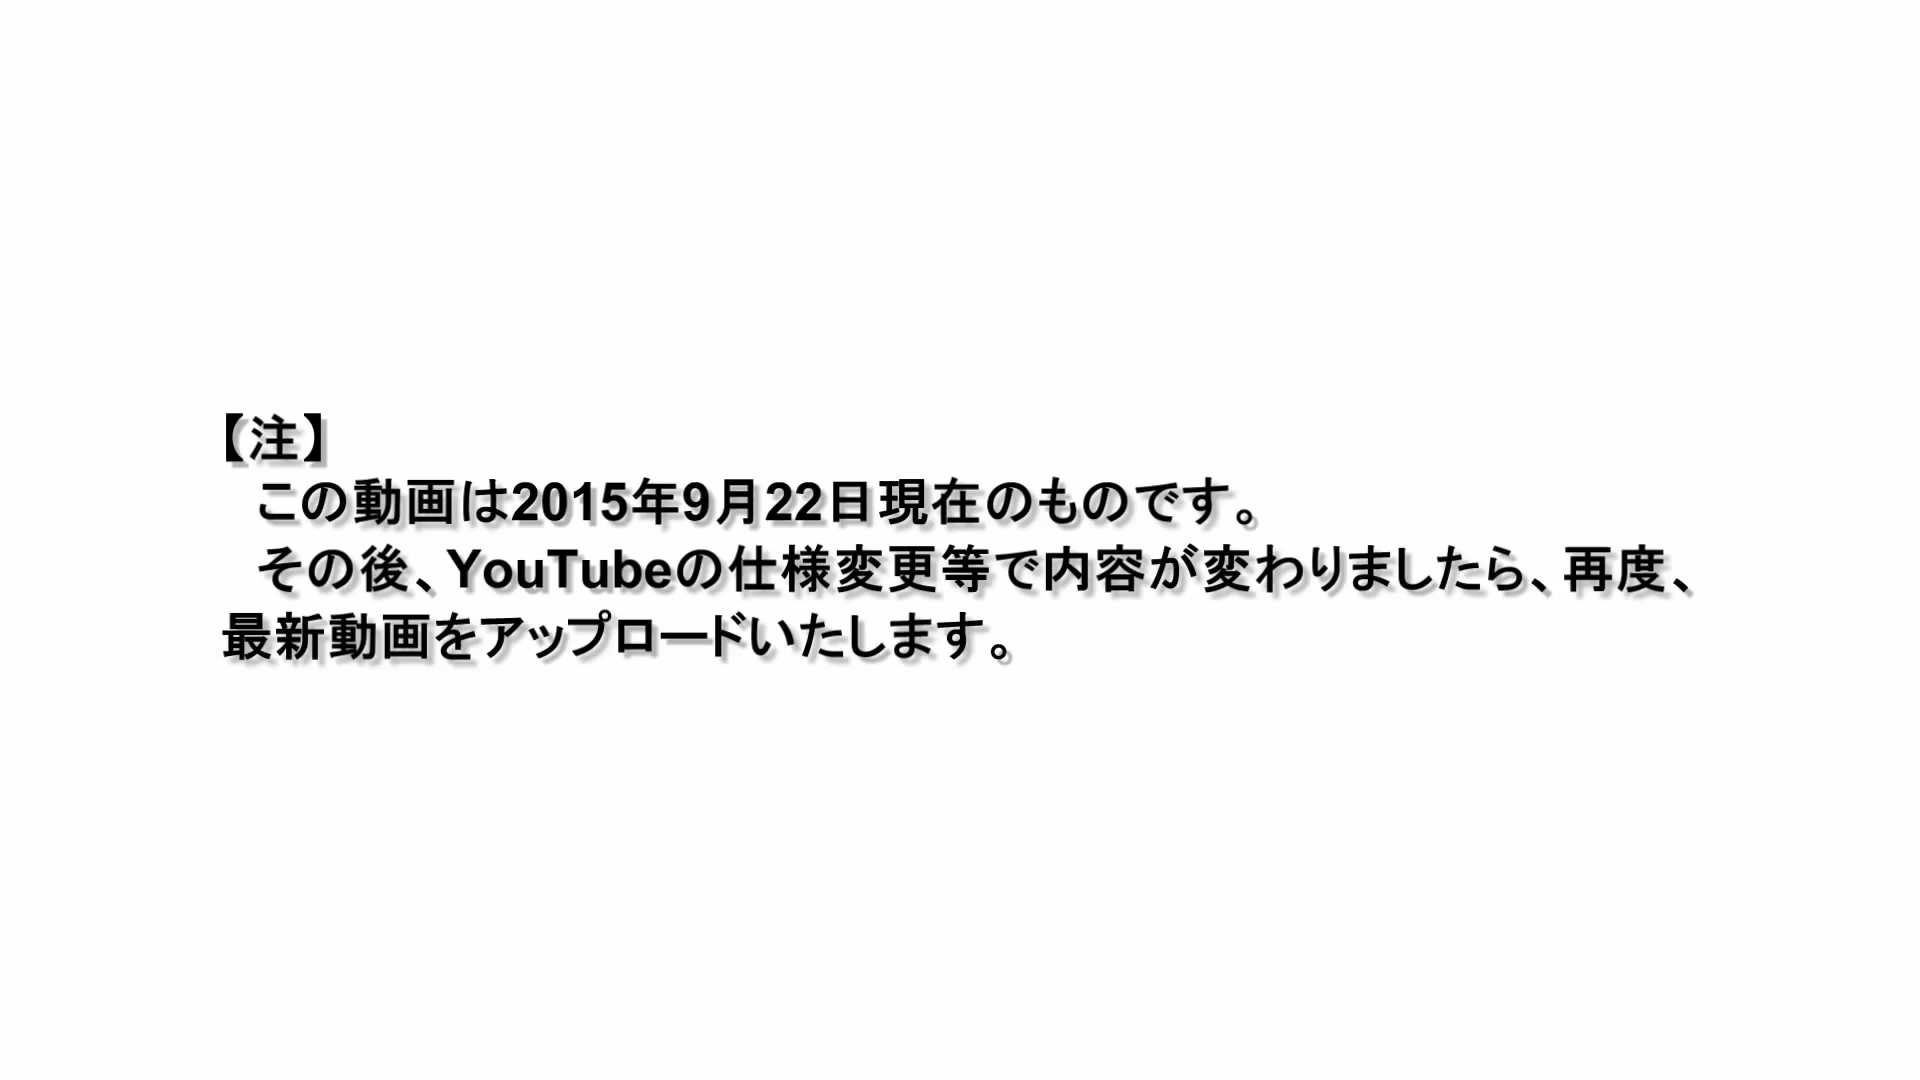 【注】
　この動画は2015年9月22日現在のものです。
　その後、YouTubeの仕様変更等で内容が変わりましたら、再度、
最新動画をアップロードいたします。